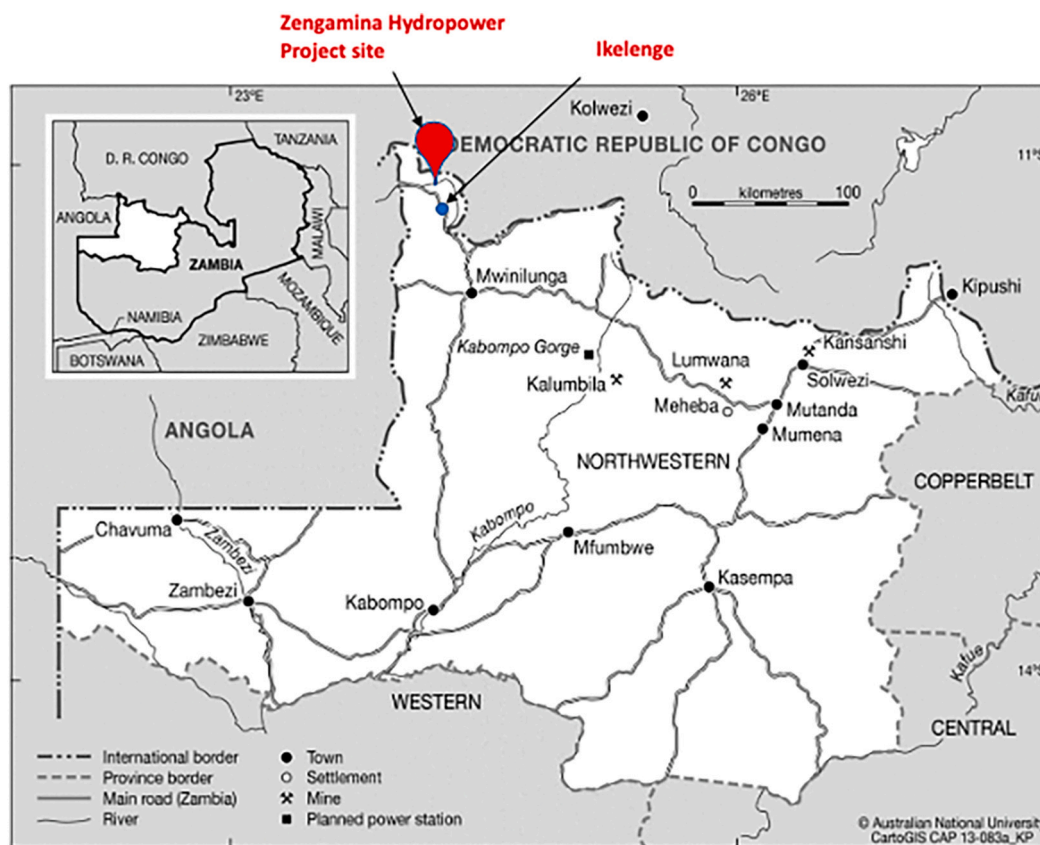 Zengamina Hydropower
Project site
Ikelenge
23°E
26°E
Kolwezi
DEMOCRATIC REPUBLIC OF CONGO
11°S
0 kilometres 100
TANZANIA
D. R. CONGO
ANGOLA
ZAMBIA
MALAWI
MOZAMBIQUE
NAMIBIA
ZIMBABWE
BOTSWANA
Mwinilunga
Kipushi
Kabompo Gorge
Kansanshi
Lumwana
Kalumbila
Solwezi
Kafue
Meheba
Mutanda
Mumena
ANGOLA
NORTHWESTERN
COPPERBELT
Kabompo
Chavuma
Zambezi
Mfumbwe
Zambezi
Kabompo
Kasempa
Kafue
14°S
WESTERN
CENTRAL
International border
Province border
Main road (Zambia)
River
Town
Settlement
Mine
Planned power station
© Australian National University
CartoGIS CAP 13-083a_KP